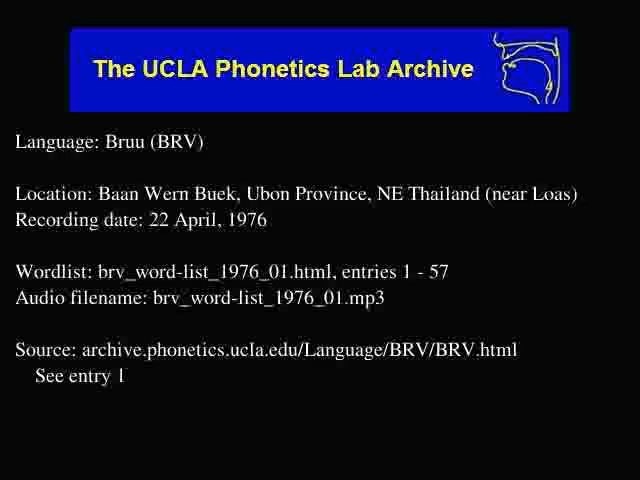 The UCLA Phonetics Lab Archive
Language: Bruu (BRV)
Location: Baan Wern Buek, Ubon Province, NE Thailand (near Loas)
Recording date: 22 April, 1976
Wordlist: brv_word-list_1976_01.html, entries 1 - 57
Audio filename: brv_word-list_1976_01.mp3
Source: archive.phonetics.ucla.edu/Language/BRV/BRV.html
See entry 1